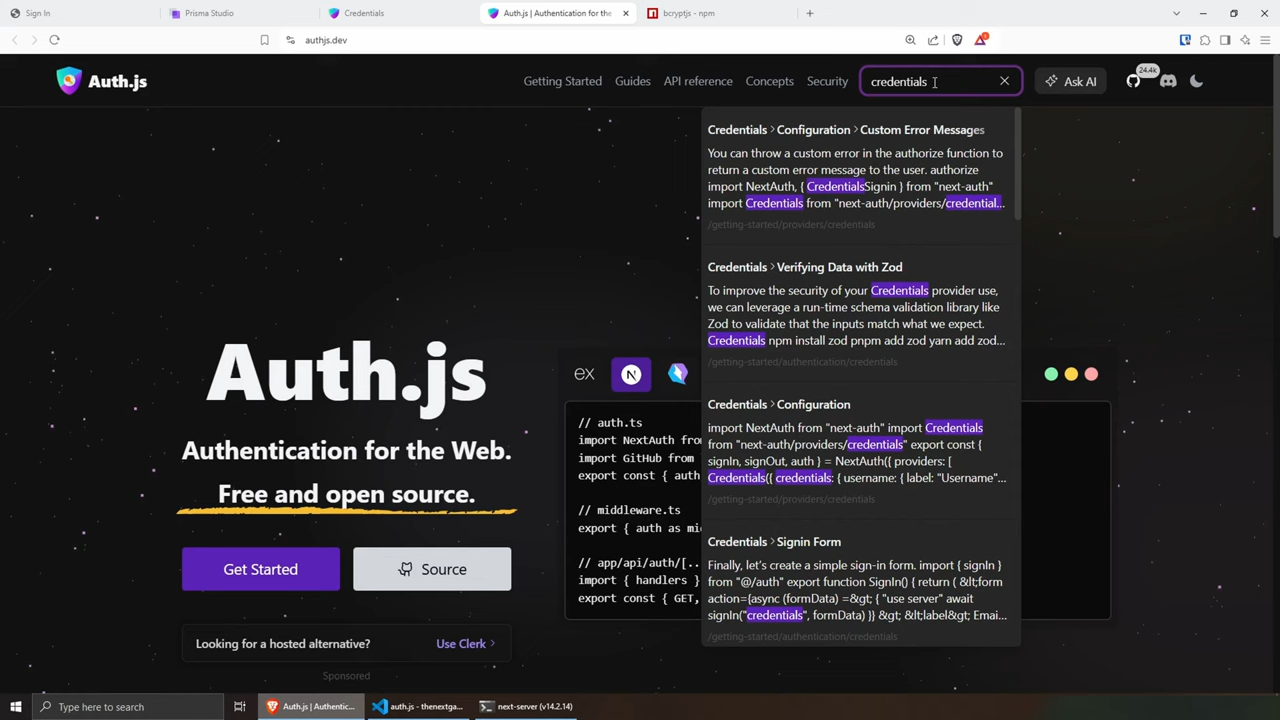 Sign In
Prisma Studio
Credentials
Auth.js | Authentication for the
bcryptjs - npm
authjs.dev
Auth.js
Getting Started
Guides
API reference
Concepts
Security
credentials
Ask AI
24.4k
Credentials > Configuration > Custom Error Messages
You can throw a custom error in the authorize function to
return a custom error message to the user. authorize
import NextAuth, { CredentialsSignin } from "next-auth"
import Credentials from "next-auth/providers/credential...
/getting-started/providers/credentials
Credentials > Verifying Data with Zod
To improve the security of your Credentials provider use,
we can leverage a run-time schema validation library like
Zod to validate that the inputs match what we expect.
Credentials npm install zod pnpm add zod yarn add zod...
/getting-started/authentication/credentials
Credentials > Configuration
import NextAuth from "next-auth" import Credentials
from "next-auth/providers/credentials" export const {
signIn, signOut, auth } = NextAuth({ providers: [
Credentials({ credentials: { username: { label: "Username"...
/getting-started/providers/credentials
Credentials > Signin Form
Finally, let's create a simple sign-in form. import { signIn }
from "@/auth" export function SignIn() { return ( &lt;form
action={async (formData) =&gt; { "use server" await
signIn("credentials", formData) }} &gt; &lt;label&gt; Emai...
/getting-started/authentication/credentials
Auth.js
Authentication for the Web.
Free and open source.
Get Started
Source
Looking for a hosted alternative?
Use Clerk >
Sponsored
ex
// auth.ts
import NextAuth from
import GitHub from
export const { auth
// middleware.ts
export { auth as mi
// app/api/auth/[..
import { handlers }
export const { GET,
Type here to search
Auth.js | Authentic...
auth.js - thenextga...
next-server (v14.2.14)